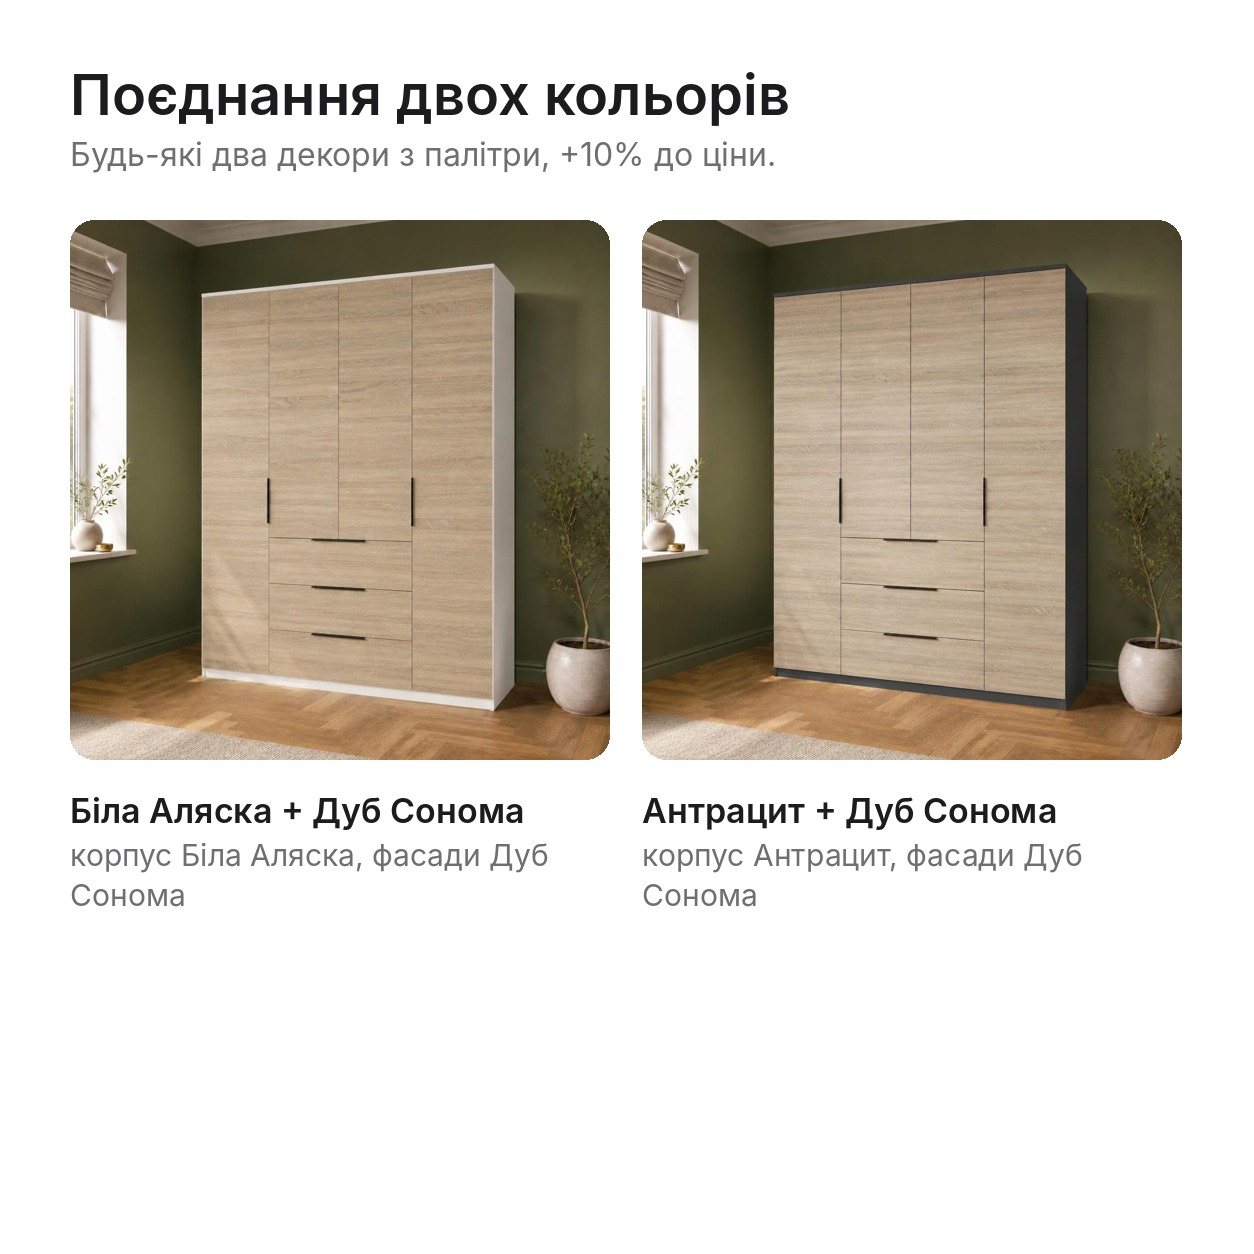 Поєднання двох кольорів
Будь-які два декори з палітри, +10% до ціни.
Біла Аляска + Дуб Сонома
корпус Біла Аляска, фасади Дуб
Сонома
Антрацит + Дуб Сонома
корпус Антрацит, фасади Дуб
Сонома